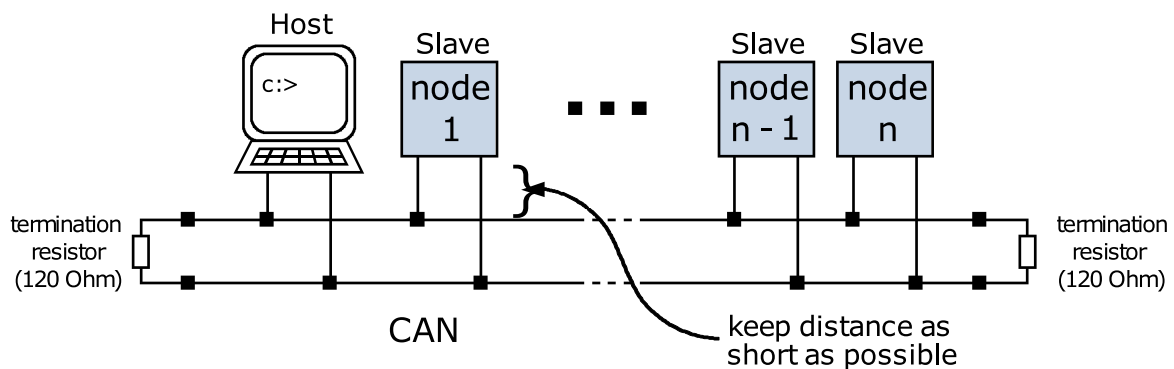 Host
c:>
Slave
node
1
Slave
node
n - 1
Slave
node
n
termination
resistor
(120 Ohm)
termination
resistor
(120 Ohm)
CAN
keep distance as
short as possible